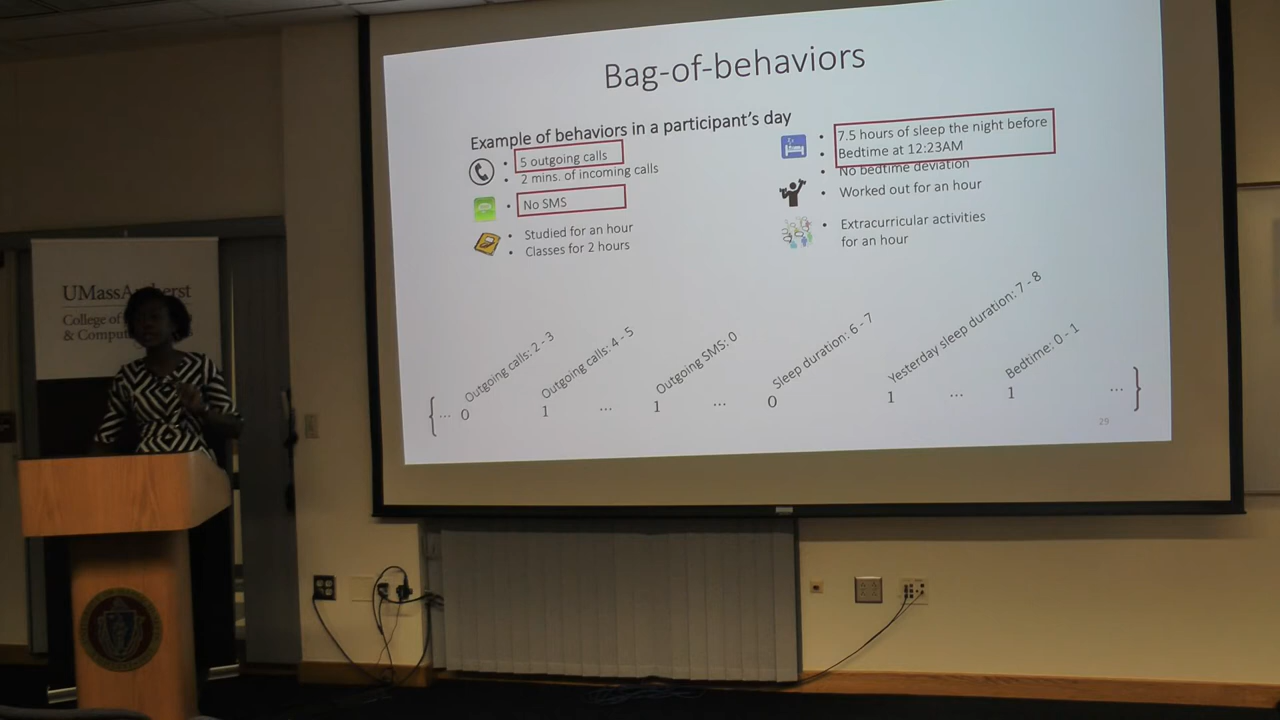 Bag-of-behaviors
Example of behaviors in a participant's day
• 5 outgoing calls
• 2 mins. of incoming calls
• No SMS
• Studied for an hour
• Classes for 2 hours
• 7.5 hours of sleep the night before
• Bedtime at 12:23AM
• No bedtime deviation
• Worked out for an hour
• Extracurricular activities
for an hour
Outgoing calls: 2 - 3
Outgoing calls: 4 - 5
Outgoing SMS: 0
Sleep duration: 6 - 7
Yesterday sleep duration: 7 - 8
Bedtime: 0 - 1
{ ... 0 1 ... 1 ... 0 1 ... 1 ... }
29
UMassAmherst
College of
& Comput